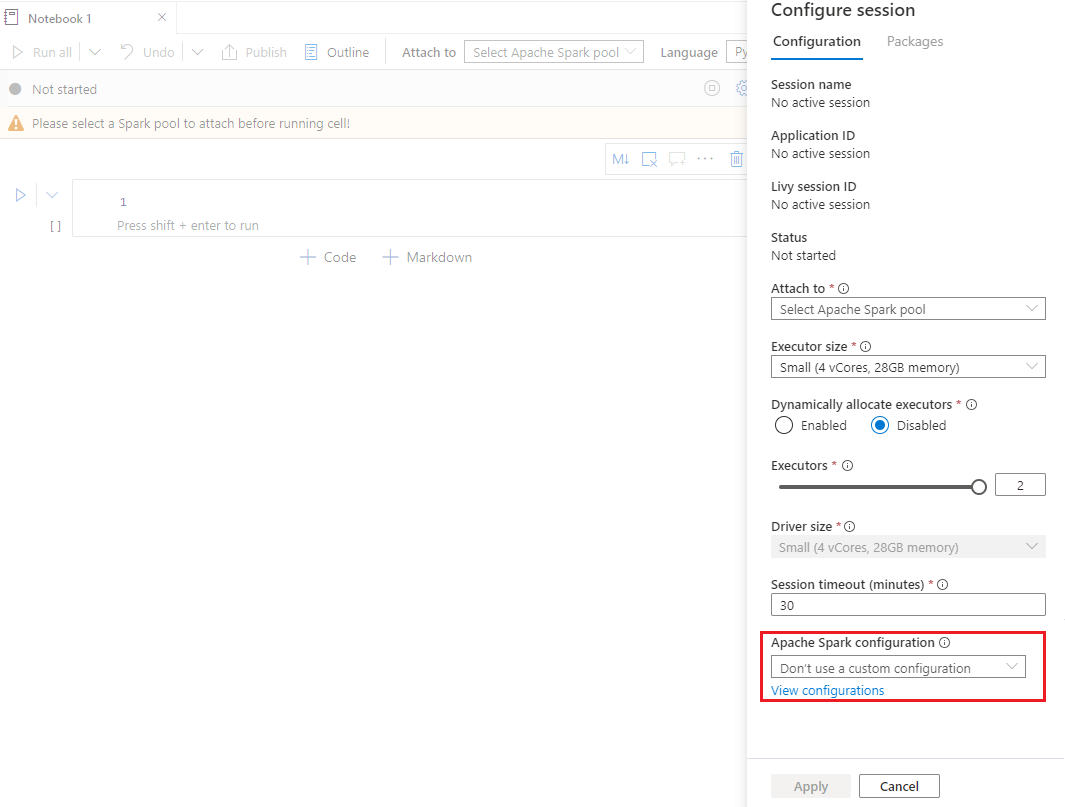 Notebook 1
Run all
Undo
Publish
Outline
Attach to
Select Apache Spark pool
Language
Py
Not started
Please select a Spark pool to attach before running cell!
M↓
...
1
[ ]
Press shift + enter to run
+ Code
+ Markdown
Configure session
Configuration
Packages
Session name
No active session
Application ID
No active session
Livy session ID
No active session
Status
Not started
Attach to *
Select Apache Spark pool
Executor size *
Small (4 vCores, 28GB memory)
Dynamically allocate executors *
Enabled
Disabled
Executors *
2
Driver size *
Small (4 vCores, 28GB memory)
Session timeout (minutes) *
30
Apache Spark configuration
Don't use a custom configuration
View configurations
Apply
Cancel